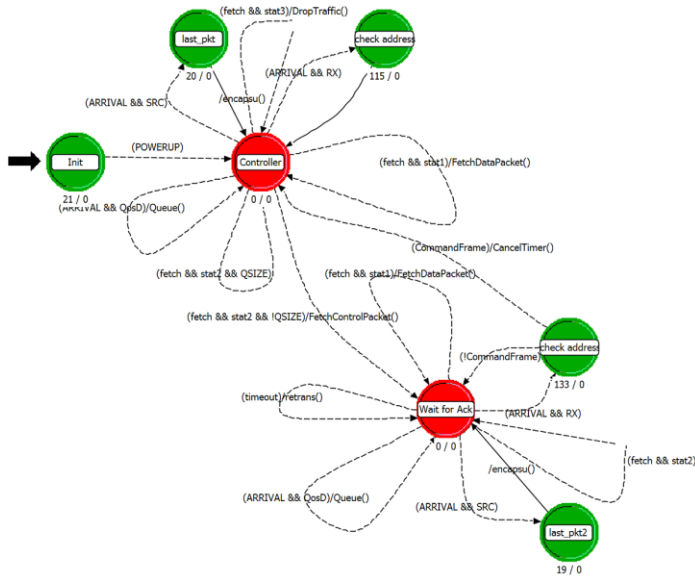 (fetch && stat3)/DropTraffic()
last_pkt
check address
20 / 0
(ARRIVAL && RX)
115 / 0
(ARRIVAL && SRC)
/encapsu()
(POWERUP)
Init
Controller
(fetch && stat1)/FetchDataPacket()
21 / 0
0 / 0
(ARRIVAL && QosD)/Queue()
(CommandFrame)/CancelTimer()
(fetch && stat2 && QSIZE)
(fetch && stat1)/FetchDataPacket()
(fetch && stat2 && !QSIZE)/FetchControlPacket()
check address
(!CommandFrame)
133 / 0
(timeout)/retrans()
Wait for Ack
(ARRIVAL && RX)
0 / 0
(fetch && stat2)
/encapsu()
(ARRIVAL && QosD)/Queue()
(ARRIVAL && SRC)
last_pkt2
19 / 0